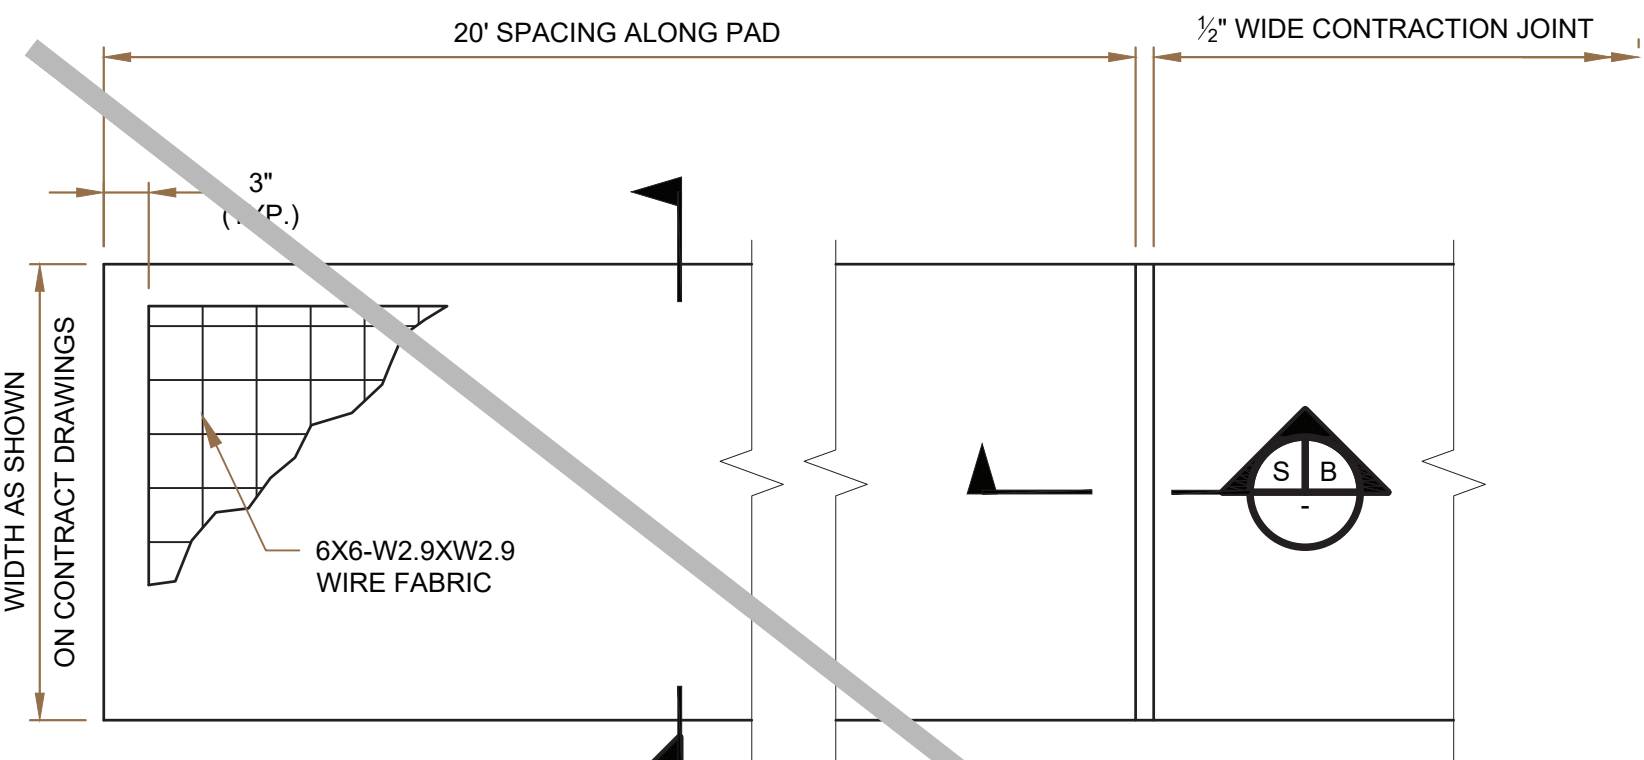 20' SPACING ALONG PAD
½" WIDE CONTRACTION JOINT
3"
WIDTH AS SHOWN
ON CONTRACT DRAWINGS
S B
-
6X6-W2.9XW2.9
WIRE FABRIC